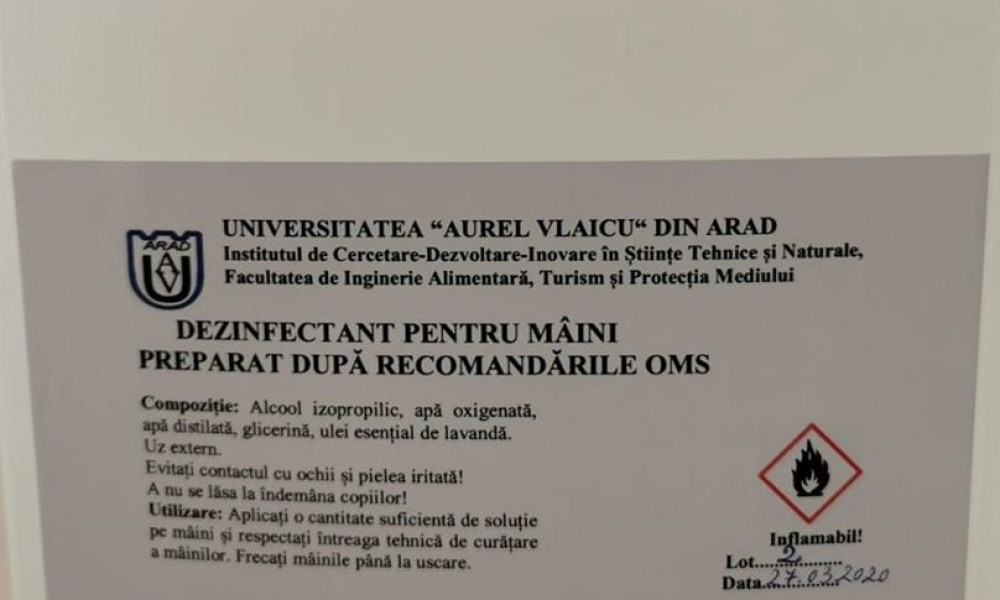 UNIVERSITATEA “AUREL VLAICU“ DIN ARAD
Institutul de Cercetare-Dezvoltare-Inovare în Științe Tehnice și Naturale,
Facultatea de Inginerie Alimentară, Turism și Protecția Mediului
ARAD
UAV
DEZINFECTANT PENTRU MÂINI
PREPARAT DUPĂ RECOMANDĂRILE OMS
Compoziție: Alcool izopropilic, apă oxigenată,
apă distilată, glicerină, ulei esențial de lavandă.
Uz extern.
Evitați contactul cu ochii și pielea iritată!
A nu se lăsa la îndemâna copiilor!
Utilizare: Aplicați o cantitate suficientă de soluție
pe mâini și respectați întreaga tehnică de curățare
a mâinilor. Frecați mâinile până la uscare.
Inflamabil!
Lot....2..........
Data..27.03.2020